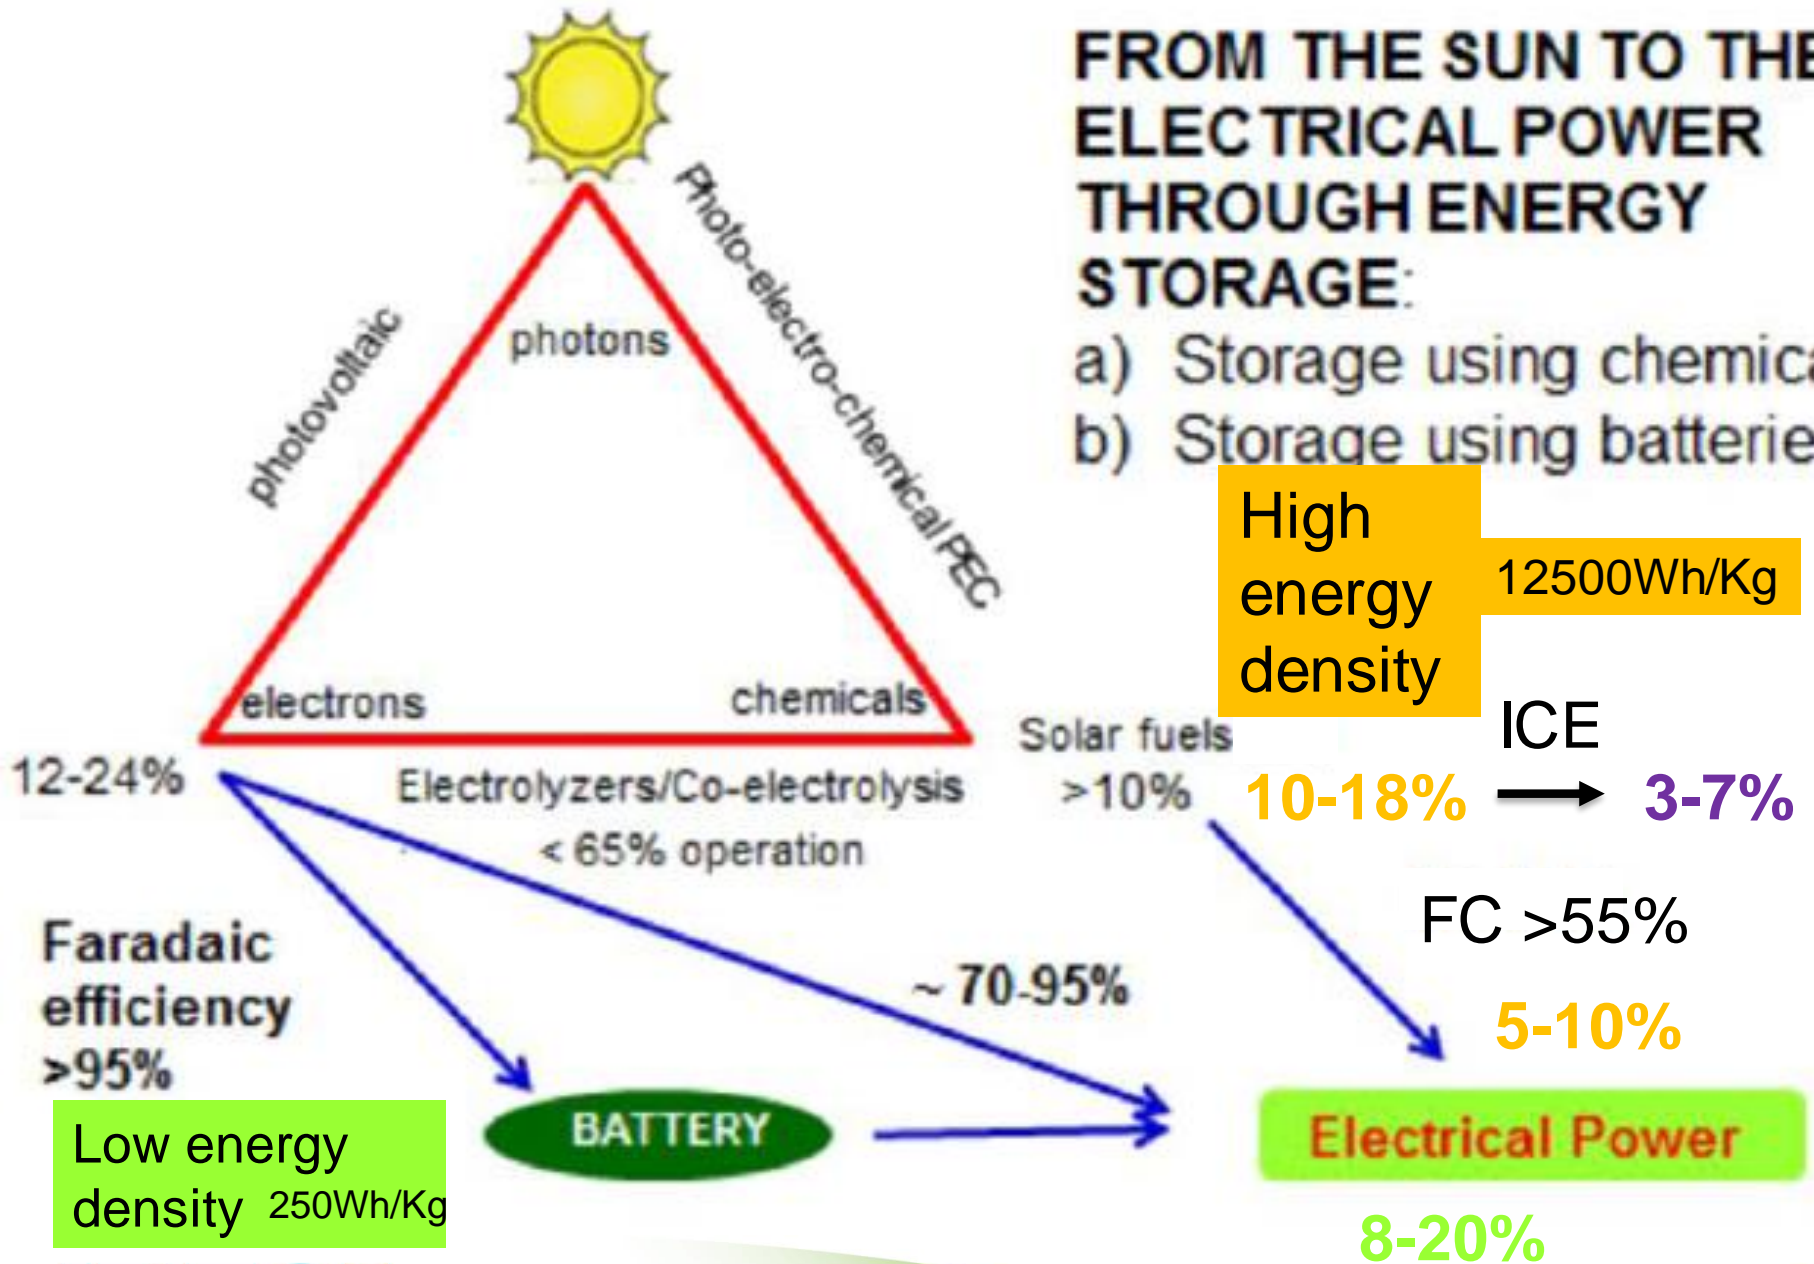 FROM THE SUN TO THE
ELECTRICAL POWER
THROUGH ENERGY
STORAGE:
a) Storage using chemica
b) Storage using batterie
photovoltaic
photons
Photo-electro-chemical PEC
electrons
chemicals
High
energy
density
12500Wh/Kg
12-24%
Electrolyzers/Co-electrolysis
< 65% operation
Solar fuels
>10%
10-18%
ICE
3-7%
FC >55%
5-10%
Faradaic
efficiency
>95%
~ 70-95%
Low energy
density 250Wh/Kg
BATTERY
Electrical Power
8-20%